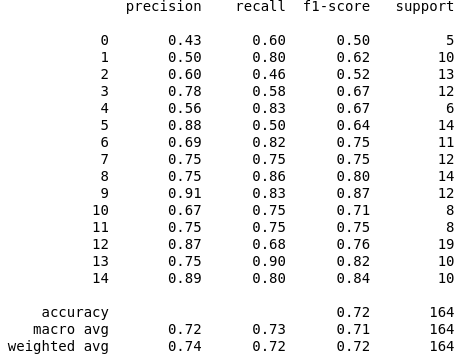 precision recall f1-score support
0 0.43 0.60 0.50 5
1 0.50 0.80 0.62 10
2 0.60 0.46 0.52 13
3 0.78 0.58 0.67 12
4 0.56 0.83 0.67 6
5 0.88 0.50 0.64 14
6 0.69 0.82 0.75 11
7 0.75 0.75 0.75 12
8 0.75 0.86 0.80 14
9 0.91 0.83 0.87 12
10 0.67 0.75 0.71 8
11 0.75 0.75 0.75 8
12 0.87 0.68 0.76 19
13 0.75 0.90 0.82 10
14 0.89 0.80 0.84 10
accuracy 0.72 164
macro avg 0.72 0.73 0.71 164
weighted avg 0.74 0.72 0.72 164